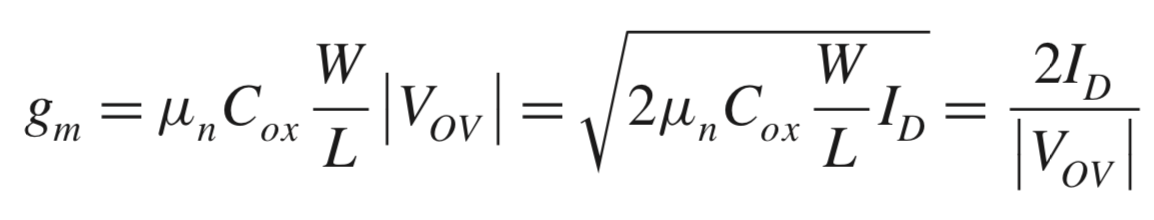 g_m = μ_n C_ox W/L |V_OV| = √(2μ_n C_ox W/L I_D) = 2I_D/|V_OV|